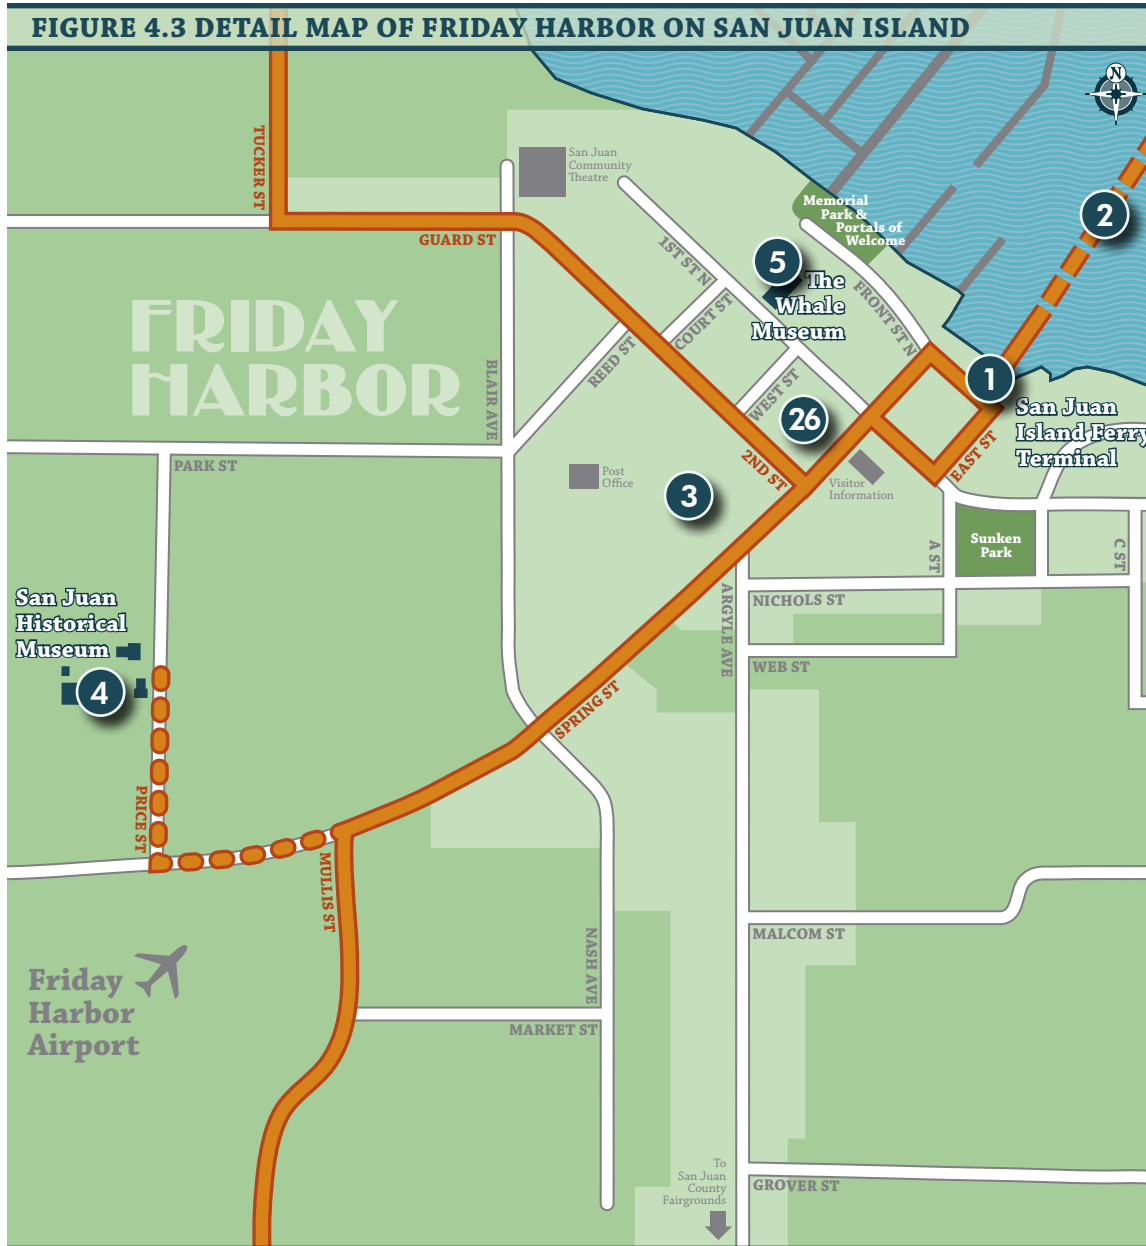 FIGURE 4.3 DETAIL MAP OF FRIDAY HARBOR ON SAN JUAN ISLAND
N
TUCKER ST
San Juan
Community
Theatre
Memorial
Park &
Portals of
Welcome
2
GUARD ST
1ST ST N
5
The
Whale
Museum
FRONT ST N
FRIDAY
HARBOR
COURT ST
REED ST
BLAIR AVE
WEST ST
1
San Juan
Island Ferry
Terminal
26
EAST ST
PARK ST
2ND ST
Post
Office
3
Visitor
Information
A ST
Sunken
Park
C ST
San Juan
Historical
Museum
4
ARGYLE AVE
NICHOLS ST
WEB ST
SPRING ST
PRICE ST
MULLIS ST
MALCOM ST
NASH AVE
Friday
Harbor
Airport
MARKET ST
To
San Juan
County
Fairgrounds
GROVER ST